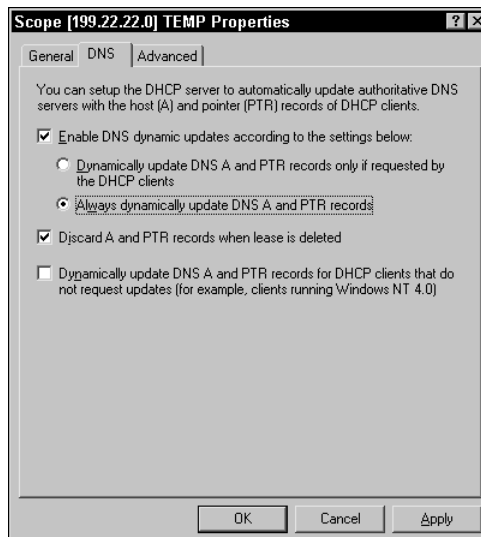 Scope [199.22.22.0] TEMP Properties
? X
General DNS Advanced
You can setup the DHCP server to automatically update authoritative DNS
servers with the host (A) and pointer (PTR) records of DHCP clients.
Enable DNS dynamic updates according to the settings below:
Dynamically update DNS A and PTR records only if requested by
the DHCP clients
Always dynamically update DNS A and PTR records
Discard A and PTR records when lease is deleted
Dynamically update DNS A and PTR records for DHCP clients that do
not request updates (for example, clients running Windows NT 4.0)
OK Cancel Apply